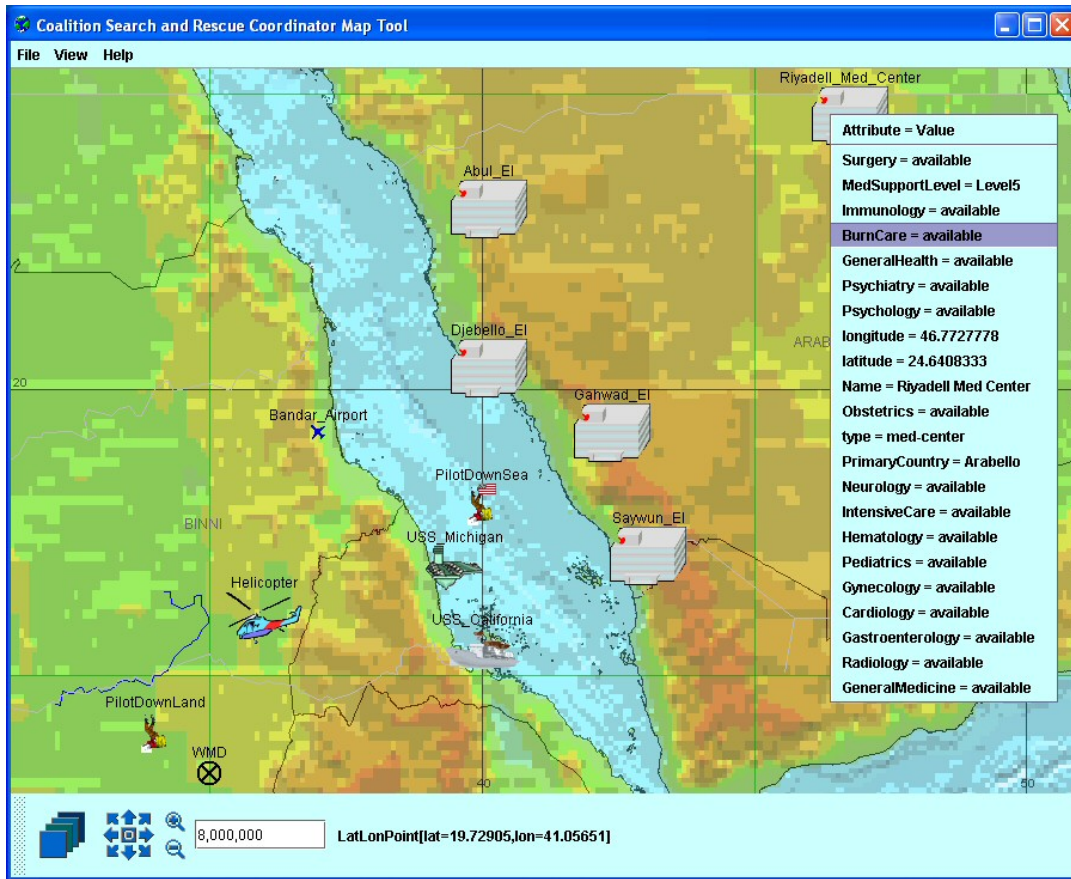 Coalition Search and Rescue Coordinator Map Tool
File View Help
Riyadell_Med_Center
Attribute = Value
Surgery = available
MedSupportLevel = Level5
Immunology = available
BurnCare = available
GeneralHealth = available
Psychiatry = available
Psychology = available
longitude = 46.7727778
latitude = 24.6408333
Name = Riyadell Med Center
Obstetrics = available
type = med-center
PrimaryCountry = Arabello
Neurology = available
IntensiveCare = available
Hematology = available
Pediatrics = available
Gynecology = available
Cardiology = available
Gastroenterology = available
Radiology = available
GeneralMedicine = available
Abul_El
Djebello_El
ARAB
20
Gahwad_El
Bandar_Airport
PilotDownSea
BINNI
USS_Michigan
Saywun_El
Helicopter
USS_California
PilotDownLand
WMD
40
50
8,000,000
LatLonPoint[lat=19.72905,lon=41.05651]